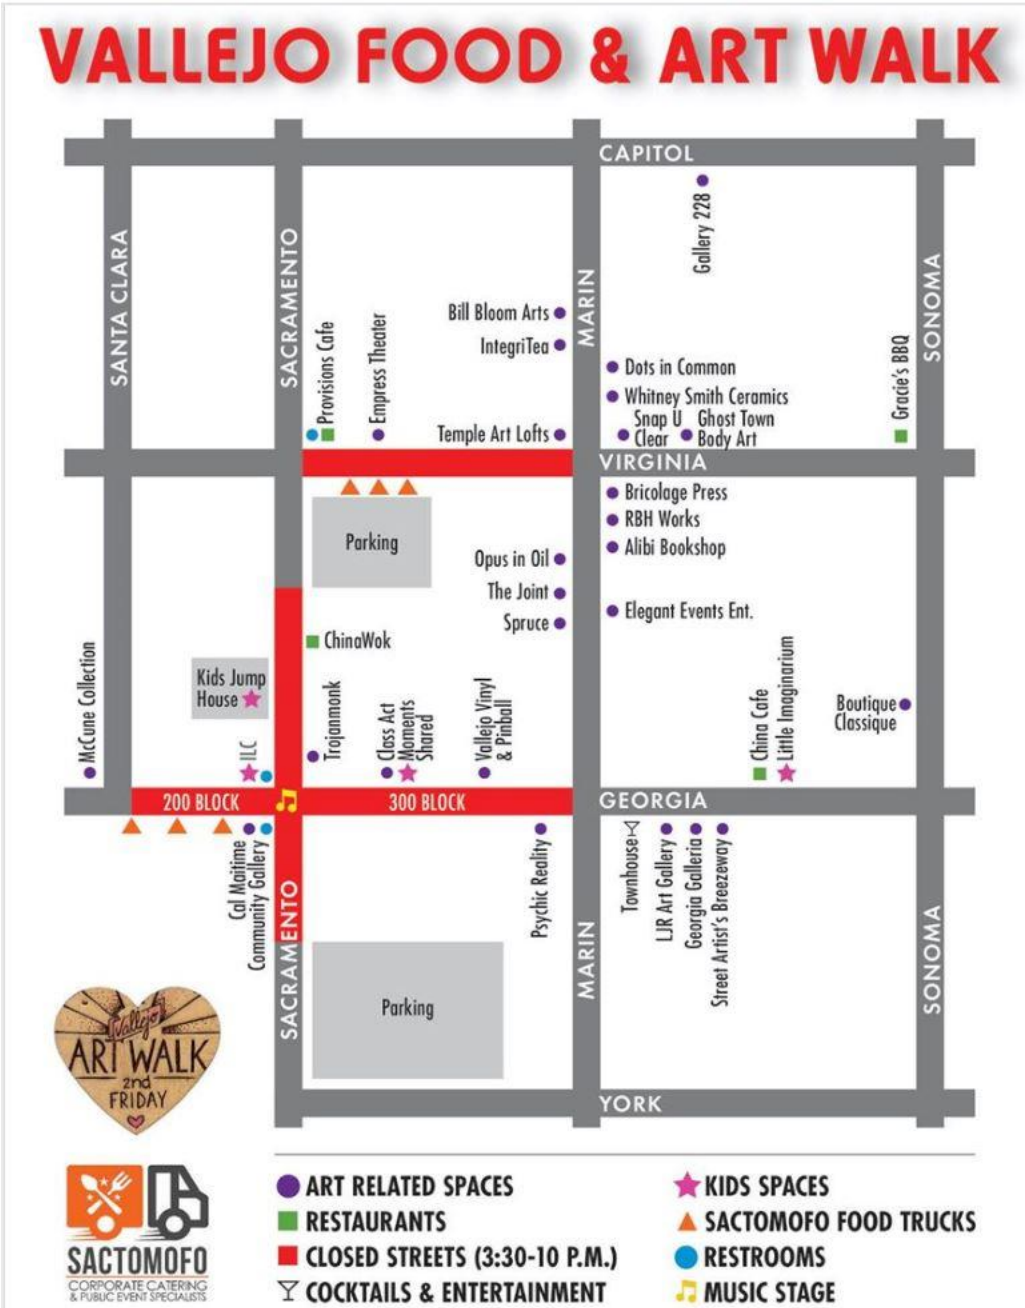 VALLEJO FOOD & ART WALK
CAPITOL
SANTA CLARA
SACRAMENTO
MARIN
SONOMA
Gallery 228
Bill Bloom Arts
IntegriTea
Provisions Cafe
Empress Theater
Temple Art Lofts
Dots in Common
Whitney Smith Ceramics
Snap U
Clear
Ghost Town
Body Art
Gracie's BBQ
VIRGINIA
Parking
Bricolage Press
RBH Works
Alibi Bookshop
Opus in Oil
The Joint
Spruce
Elegant Events Ent.
ChinaWok
Kids Jump
House
McCune Collection
ILC
Trojanmonk
Class Act
Moments
Shared
Vallejo Vinyl
& Pinball
China Cafe
Little Imaginarium
Boutique
Classique
200 BLOCK
300 BLOCK
GEORGIA
Cal Maitime
Community Gallery
SACRAMENTO
Psychic Reality
MARIN
Townhouse
LJR Art Gallery
Georgia Galleria
Street Artist's Breezeway
SONOMA
Parking
YORK
Vallejo
ART WALK
2nd
FRIDAY
SACTOMOFO
CORPORATE CATERING
& PUBLIC EVENT SPECIALISTS
ART RELATED SPACES
RESTAURANTS
CLOSED STREETS (3:30-10 P.M.)
COCKTAILS & ENTERTAINMENT
KIDS SPACES
SACTOMOFO FOOD TRUCKS
RESTROOMS
MUSIC STAGE